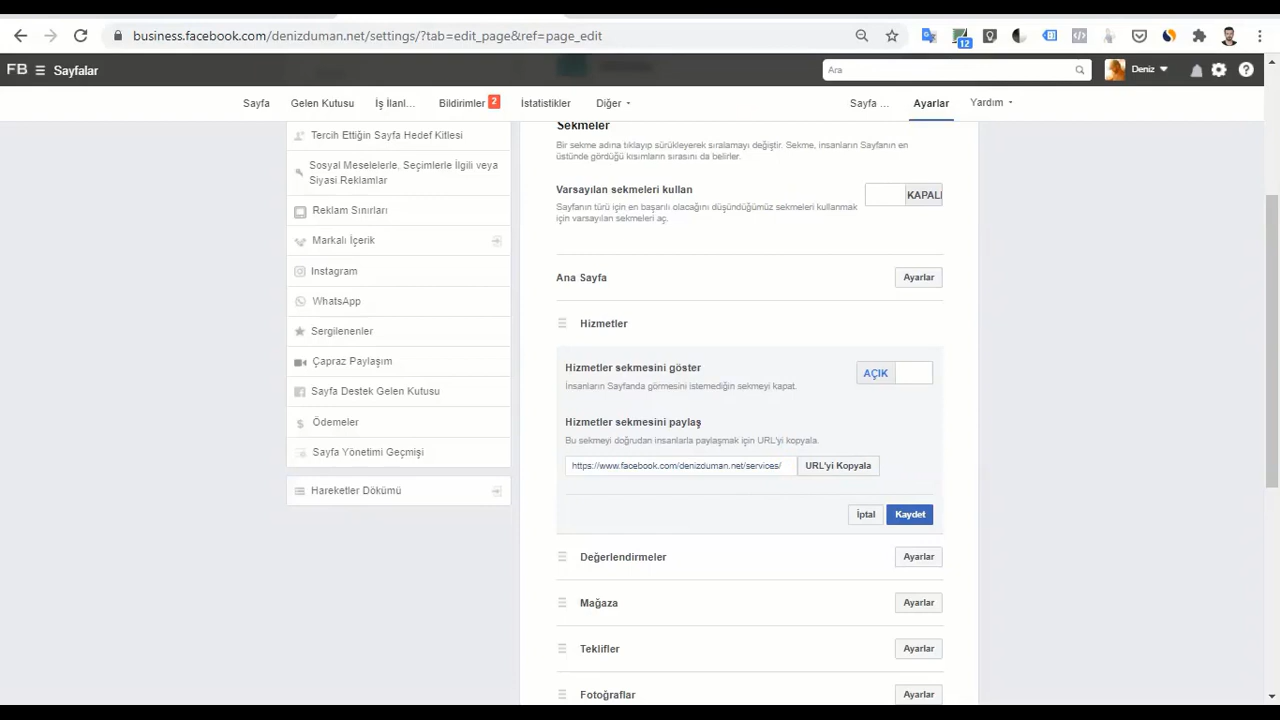 business.facebook.com/denizduman.net/settings/?tab=edit_page&ref=page_edit
12
FB Sayfalar
Ara
Deniz
Sayfa
Gelen Kutusu
İş İlanl...
Bildirimler 2
İstatistikler
Diğer
Sayfa ...
Ayarlar
Yardım
Tercih Ettiğin Sayfa Hedef Kitlesi
Sosyal Meselelerle, Seçimlerle İlgili veya
Siyasi Reklamlar
Reklam Sınırları
Markalı İçerik
Instagram
WhatsApp
Sergilenenler
Çapraz Paylaşım
Sayfa Destek Gelen Kutusu
Ödemeler
Sayfa Yönetimi Geçmişi
Hareketler Dökümü
Sekmeler
Bir sekme adına tıklayıp sürükleyerek sıralamayı değiştir. Sekme, insanların Sayfanın en
üstünde gördüğü kısımların sırasını da belirler.
Varsayılan sekmeleri kullan
KAPALI
Sayfanın türü için en başarılı olacağını düşündüğümüz sekmeleri kullanmak
için varsayılan sekmeleri aç.
Ana Sayfa
Ayarlar
Hizmetler
Hizmetler sekmesini göster
AÇIK
İnsanların Sayfanda görmesini istemediğin sekmeyi kapat.
Hizmetler sekmesini paylaş
Bu sekmeyi doğrudan insanlarla paylaşmak için URL'yi kopyala.
https://www.facebook.com/denizduman.net/services/
URL'yi Kopyala
İptal
Kaydet
Değerlendirmeler
Ayarlar
Mağaza
Ayarlar
Teklifler
Ayarlar
Fotoğraflar
Ayarlar